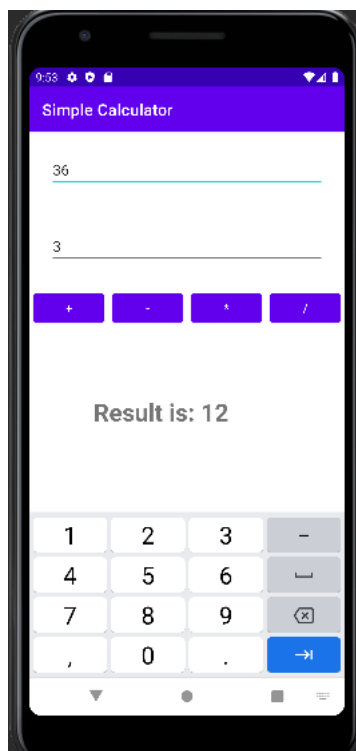 9:53
Simple Calculator
36
3
+ - * /
Result is: 12
1 2 3 -
4 5 6
7 8 9
, 0 .